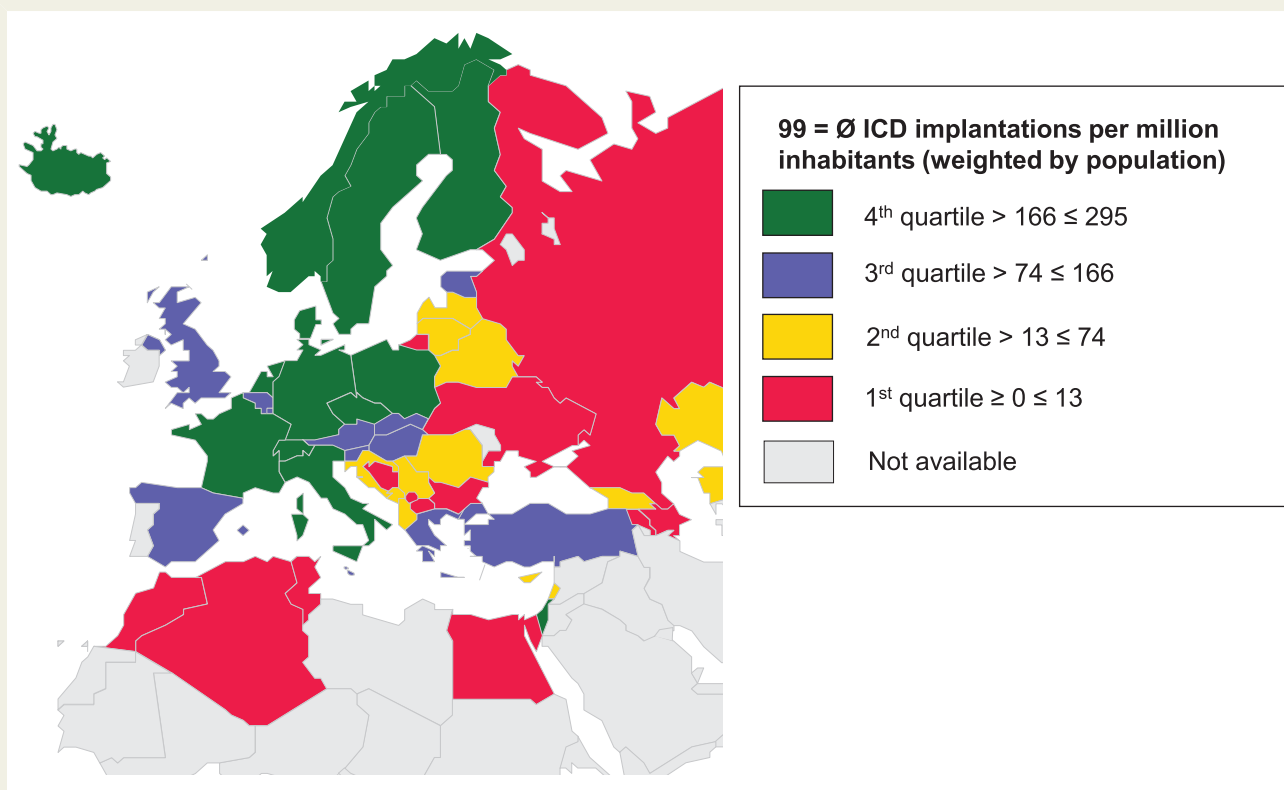 99 = Ø ICD implantations per million
inhabitants (weighted by population)
4th quartile > 166 ≤ 295
3rd quartile > 74 ≤ 166
2nd quartile > 13 ≤ 74
1st quartile ≥ 0 ≤ 13
Not available